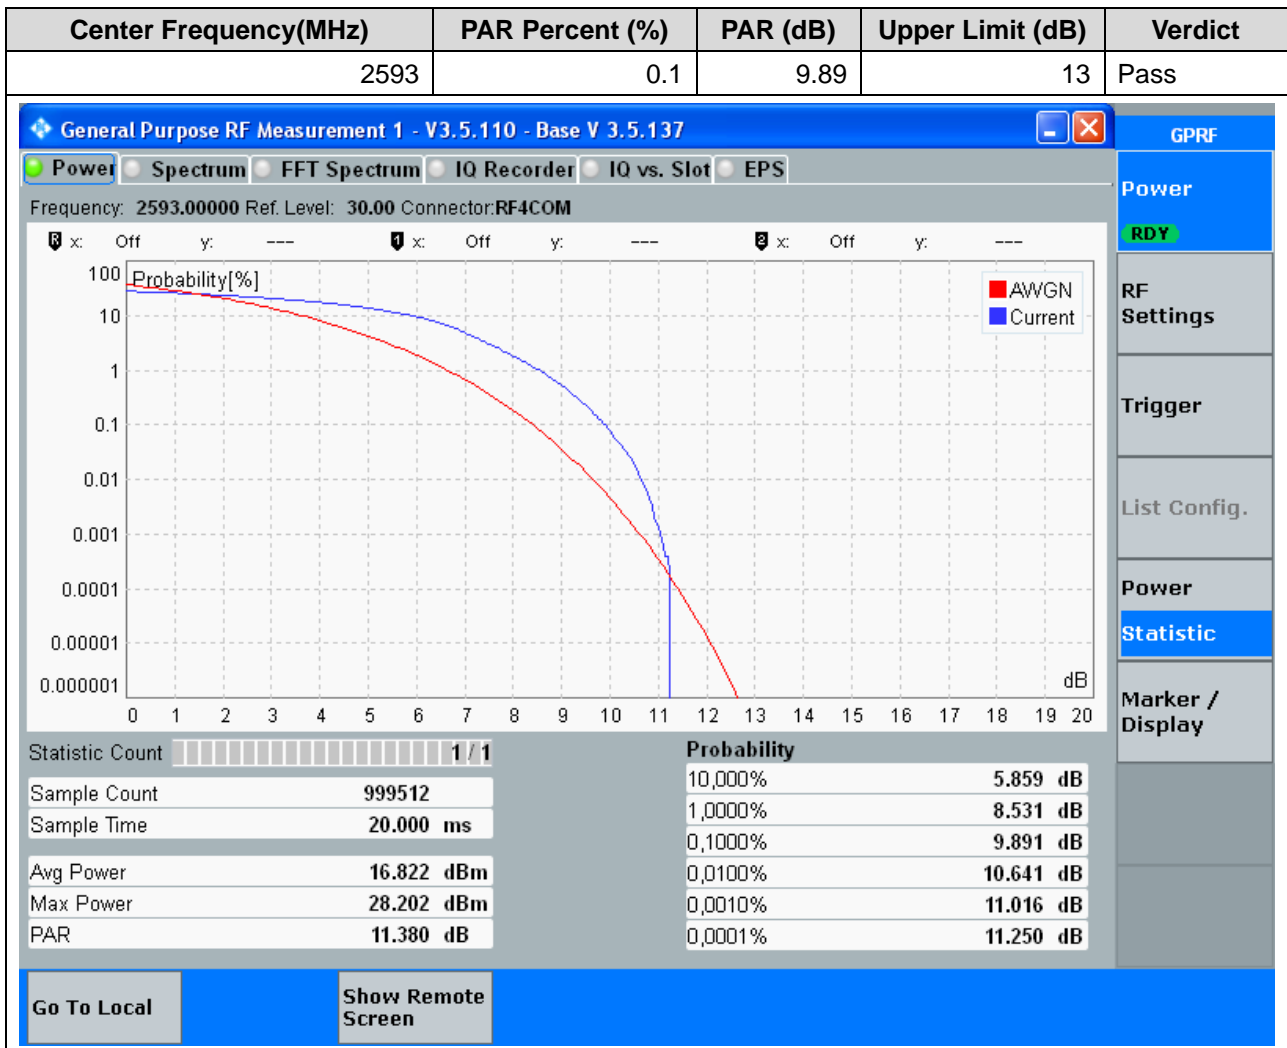 Center Frequency(MHz) PAR Percent (%) PAR (dB) Upper Limit (dB) Verdict
2593 0.1 9.89 13 Pass
General Purpose RF Measurement 1 - V3.5.110 - Base V 3.5.137
GPRF
Power Spectrum FFT Spectrum IQ Recorder IQ vs. Slot EPS
Power
RDY
Frequency: 2593.00000 Ref. Level: 30.00 Connector:RF4COM
R x: Off y: --- 1 x: Off y: --- 2 x: Off y: ---
Probability[%]
AWGN
Current
100
10
1
0.1
0.01
0.001
0.0001
0.00001
0.000001
dB
0 1 2 3 4 5 6 7 8 9 10 11 12 13 14 15 16 17 18 19 20
RF
Settings
Trigger
List Config.
Power
Statistic
Marker /
Display
Statistic Count 1 / 1
Sample Count 999512
Sample Time 20.000 ms
Avg Power 16.822 dBm
Max Power 28.202 dBm
PAR 11.380 dB
Probability
10,000% 5.859 dB
1,0000% 8.531 dB
0,1000% 9.891 dB
0,0100% 10.641 dB
0,0010% 11.016 dB
0,0001% 11.250 dB
Go To Local
Show Remote
Screen